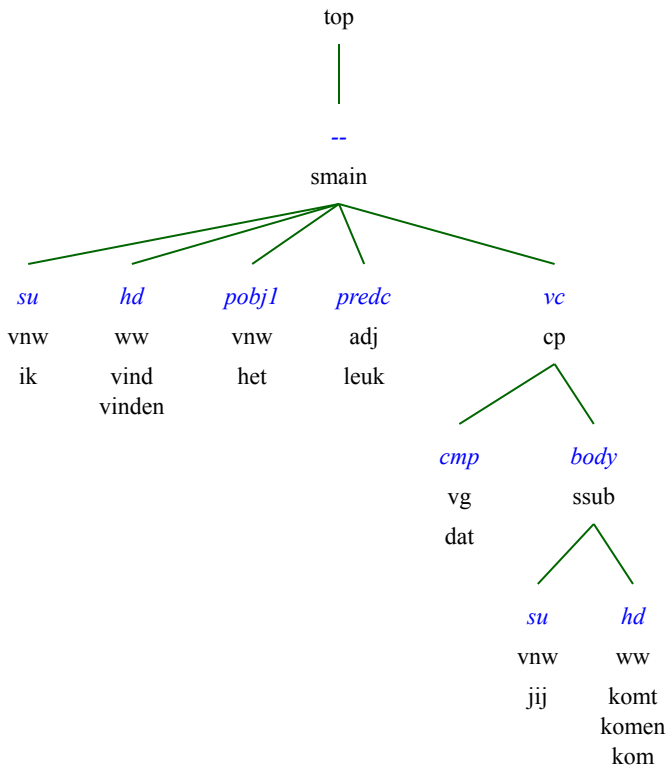 top
--
smain
su hd pobj1 predc vc
vnw ww vnw adj cp
ik vind het leuk
vinden
cmp body
vg ssub
dat
su hd
vnw ww
jij komt
komen
kom